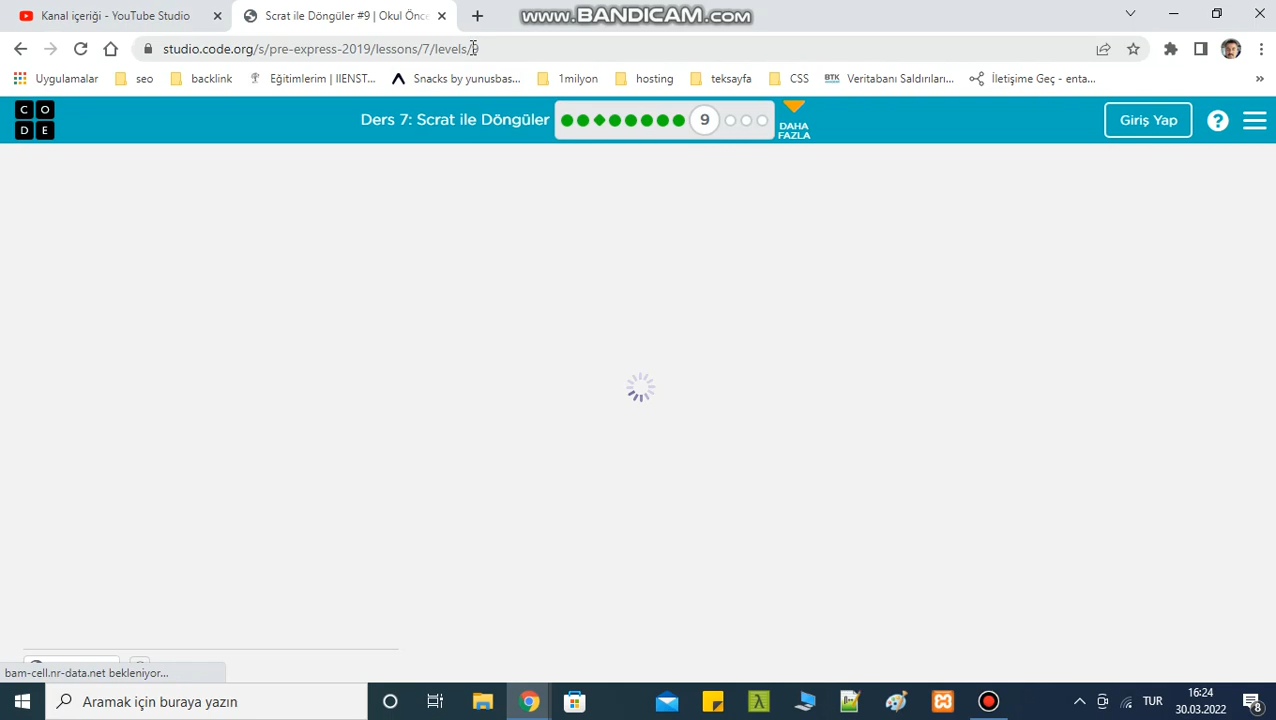 Kanal içeriği - YouTube Studio
Scrat ile Döngüler #9 | Okul Önce
www.BANDICAM.com
studio.code.org/s/pre-express-2019/lessons/7/levels/9
Uygulamalar
seo
backlink
Eğitimlerim | IIENST...
Snacks by yunusbas...
1milyon
hosting
teksayfa
CSS
BTK
Veritabanı Saldırıları...
İletişime Geç - enta...
»
C O
D E
Ders 7: Scrat ile Döngüler
9
DAHA
FAZLA
Giriş Yap
?
bam-cell.nr-data.net bekleniyor...
Aramak için buraya yazın
TUR
16:24
30.03.2022
8